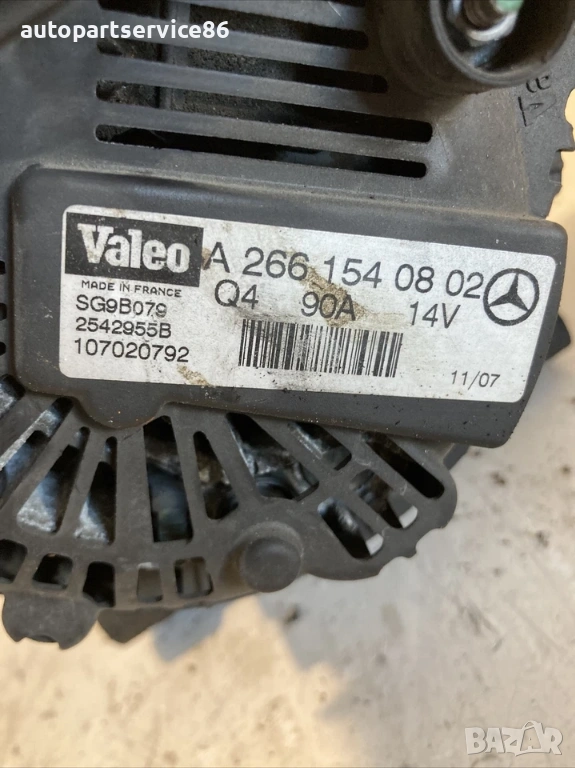 autopartservice86
Valeo
MADE IN FRANCE
A 266 154 08 02
Q4 90A 14V
SG9B079
2542955B
107020792
11/07
BAZAR